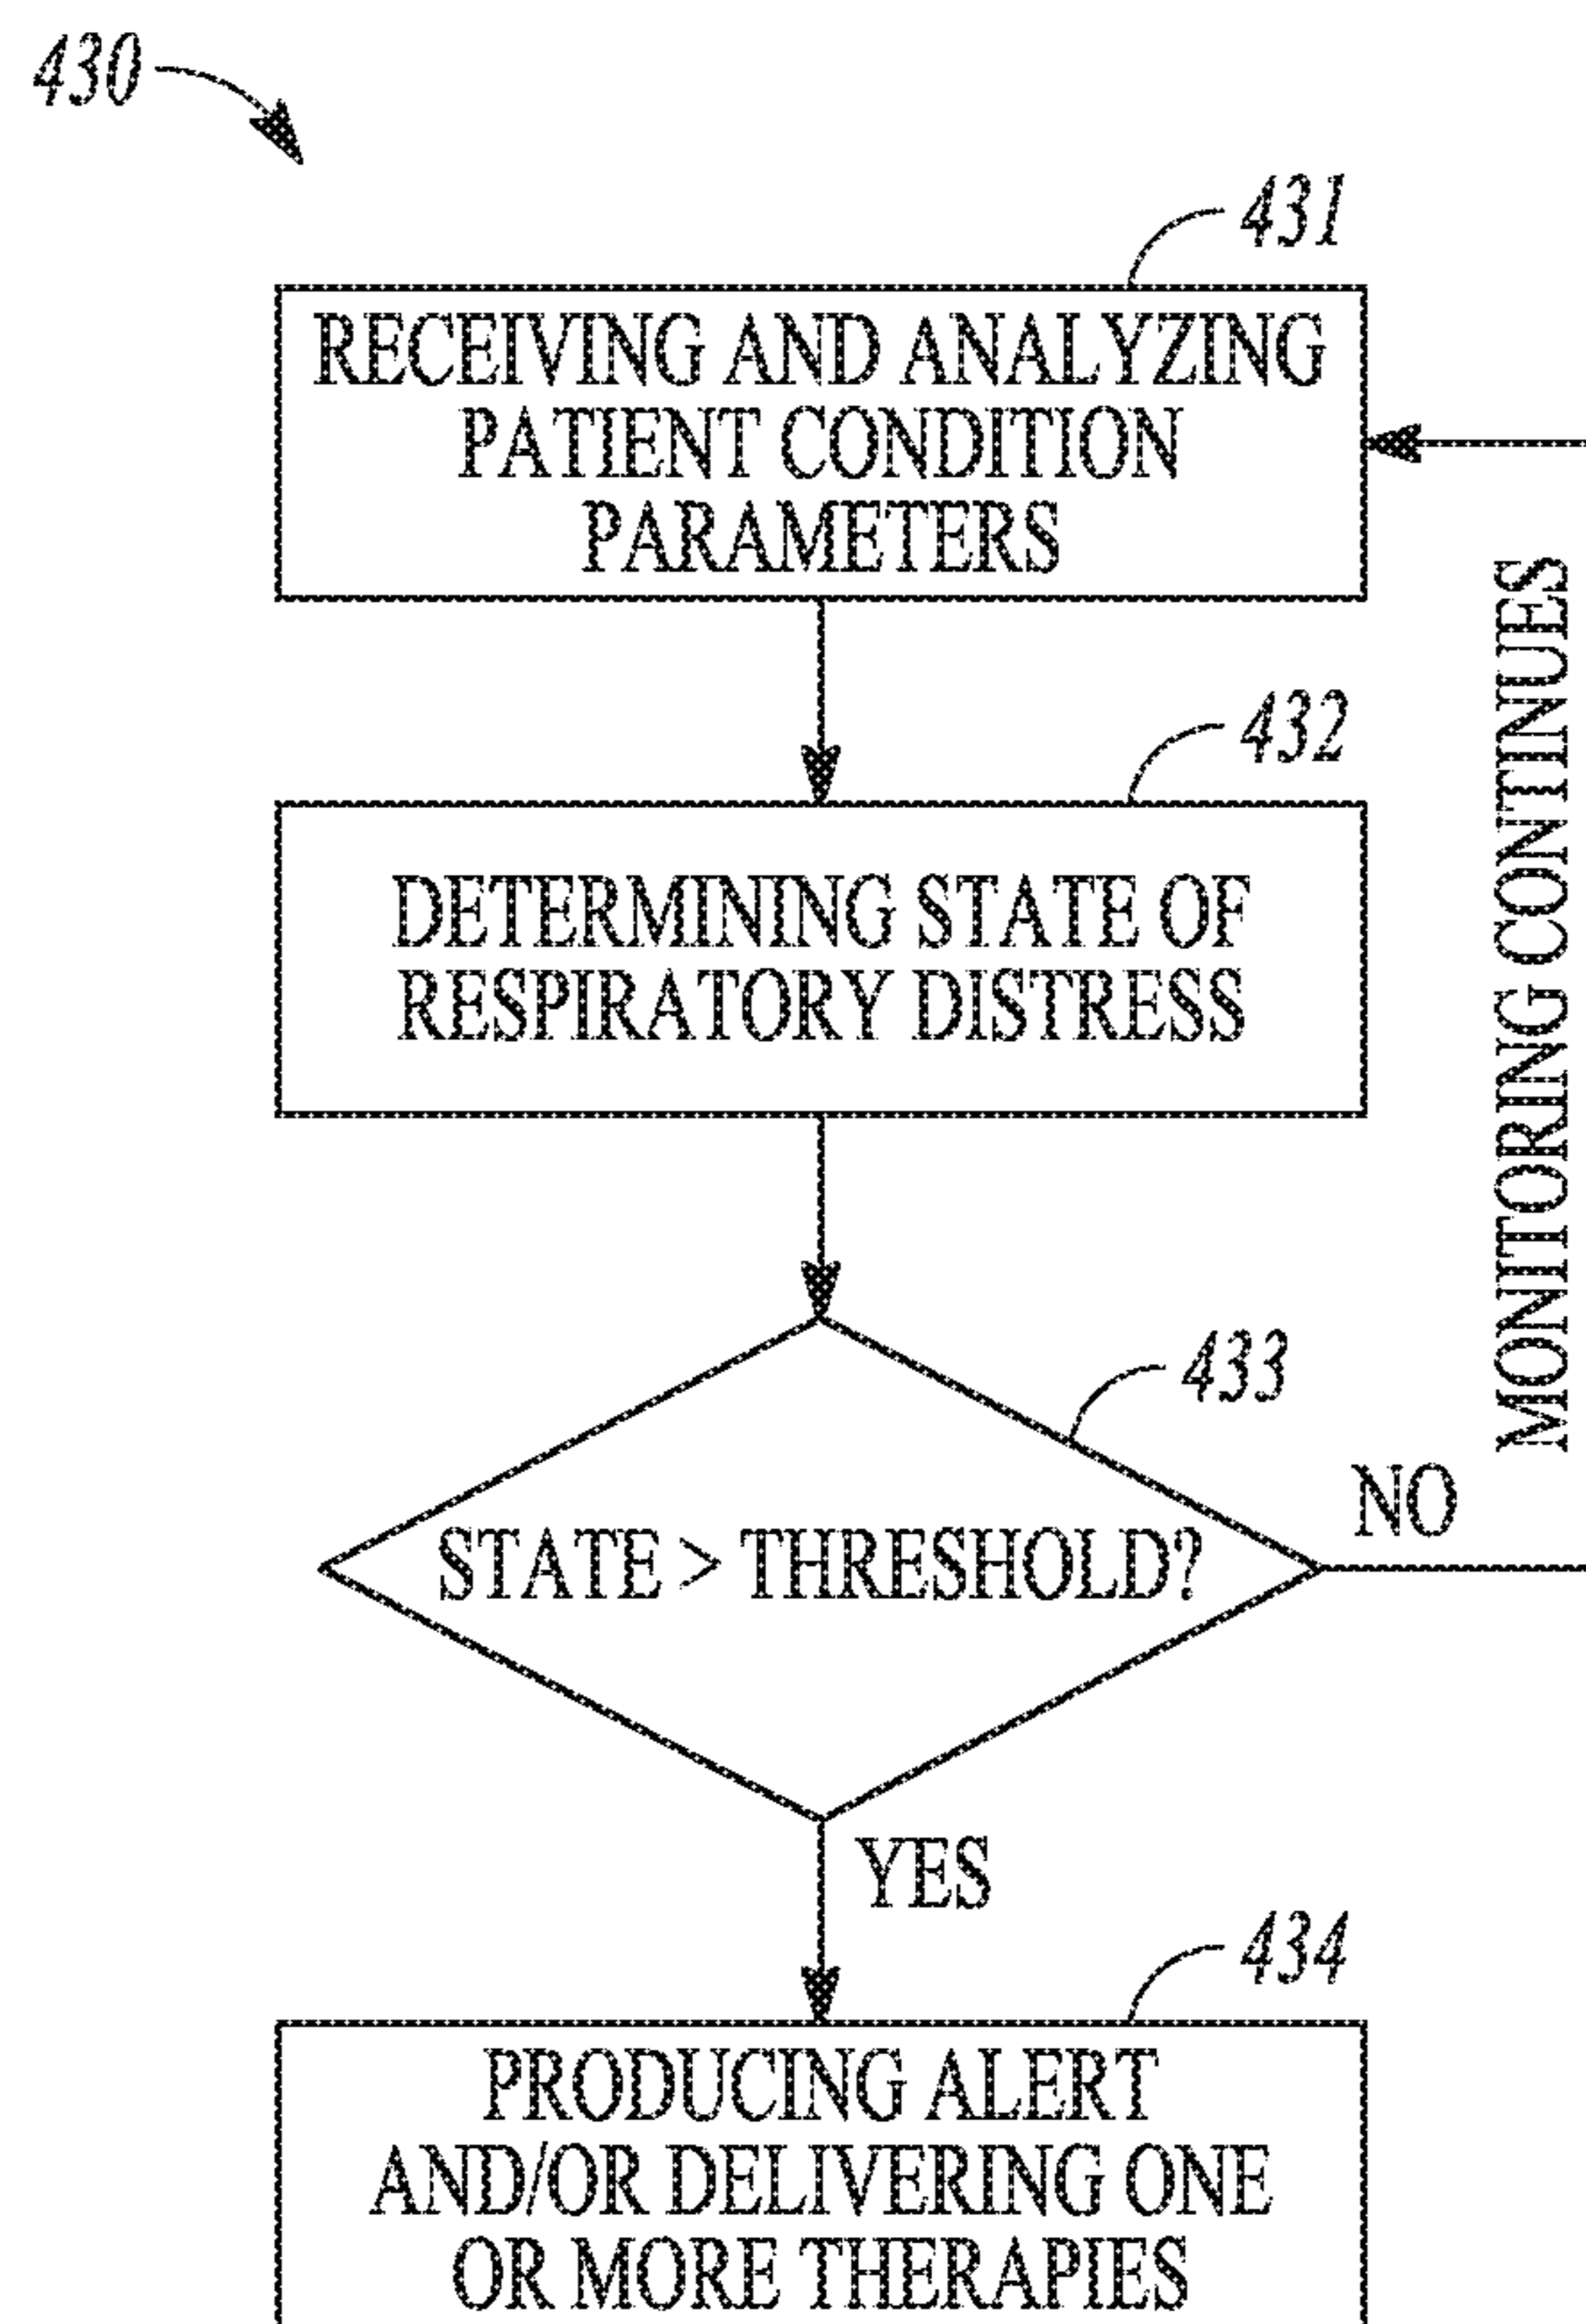 430
431
RECEIVING AND ANALYZING
PATIENT CONDITION
PARAMETERS
432
DETERMINING STATE OF
RESPIRATORY DISTRESS
433
STATE > THRESHOLD?
NO
MONITORING CONTINUES
YES
434
PRODUCING ALERT
AND/OR DELIVERING ONE
OR MORE THERAPIES